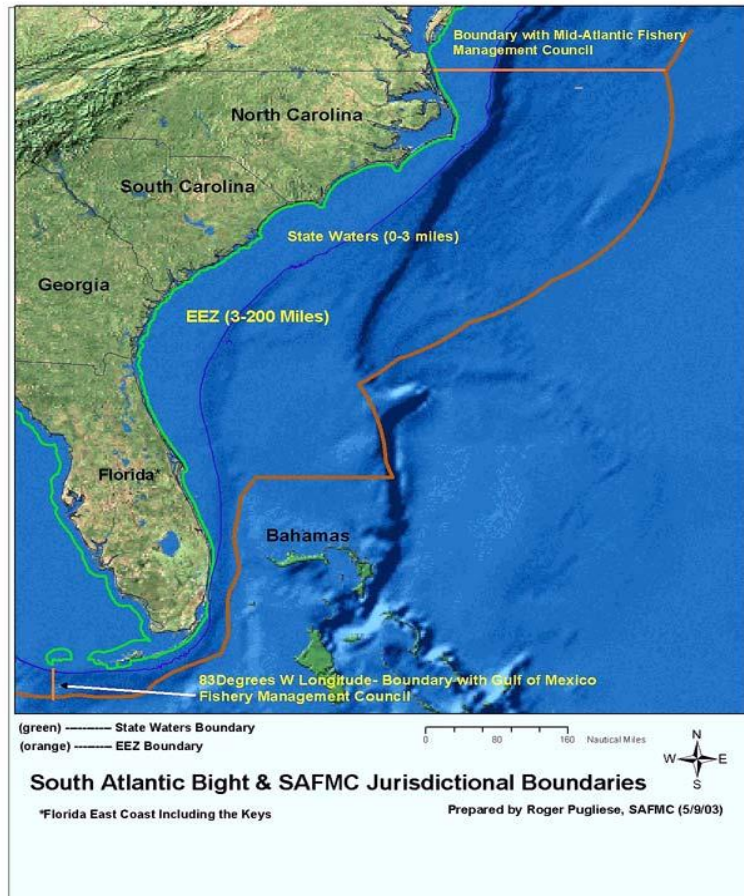 Boundary with Mid-Atlantic Fishery
Management Council
North Carolina
South Carolina
State Waters (0-3 miles)
Georgia
EEZ (3-200 Miles)
Florida*
Bahamas
83Degrees W Longitude- Boundary with Gulf of Mexico
Fishery Management Council
(green) ---------- State Waters Boundary
(orange) --------- EEZ Boundary
0 80 160 Nautical Miles
N
W E
S
South Atlantic Bight & SAFMC Jurisdictional Boundaries
*Florida East Coast Including the Keys
Prepared by Roger Pugliese, SAFMC (5/9/03)